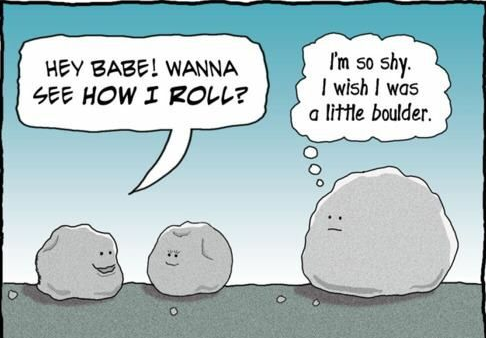 HEY BABE! WANNA
SEE HOW I ROLL?
I'm so shy.
I wish I was
a little boulder.